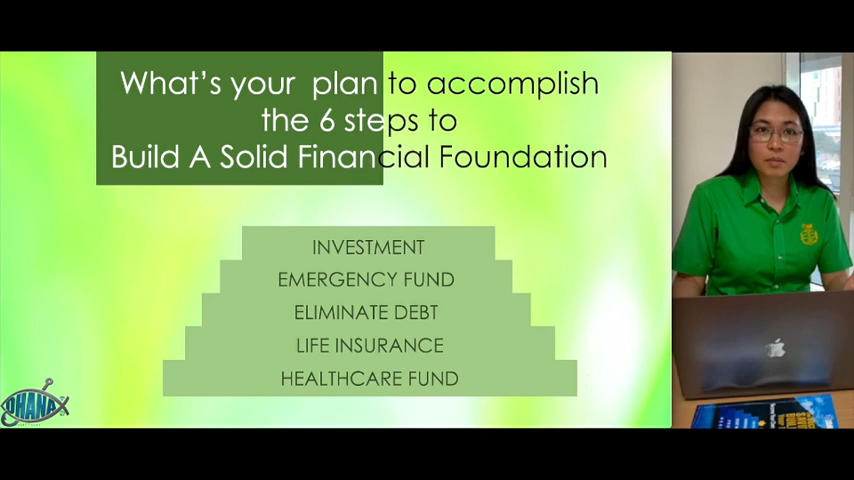 What's your plan to accomplish
the 6 steps to
Build A Solid Financial Foundation
INVESTMENT
EMERGENCY FUND
ELIMINATE DEBT
LIFE INSURANCE
HEALTHCARE FUND
OHANA